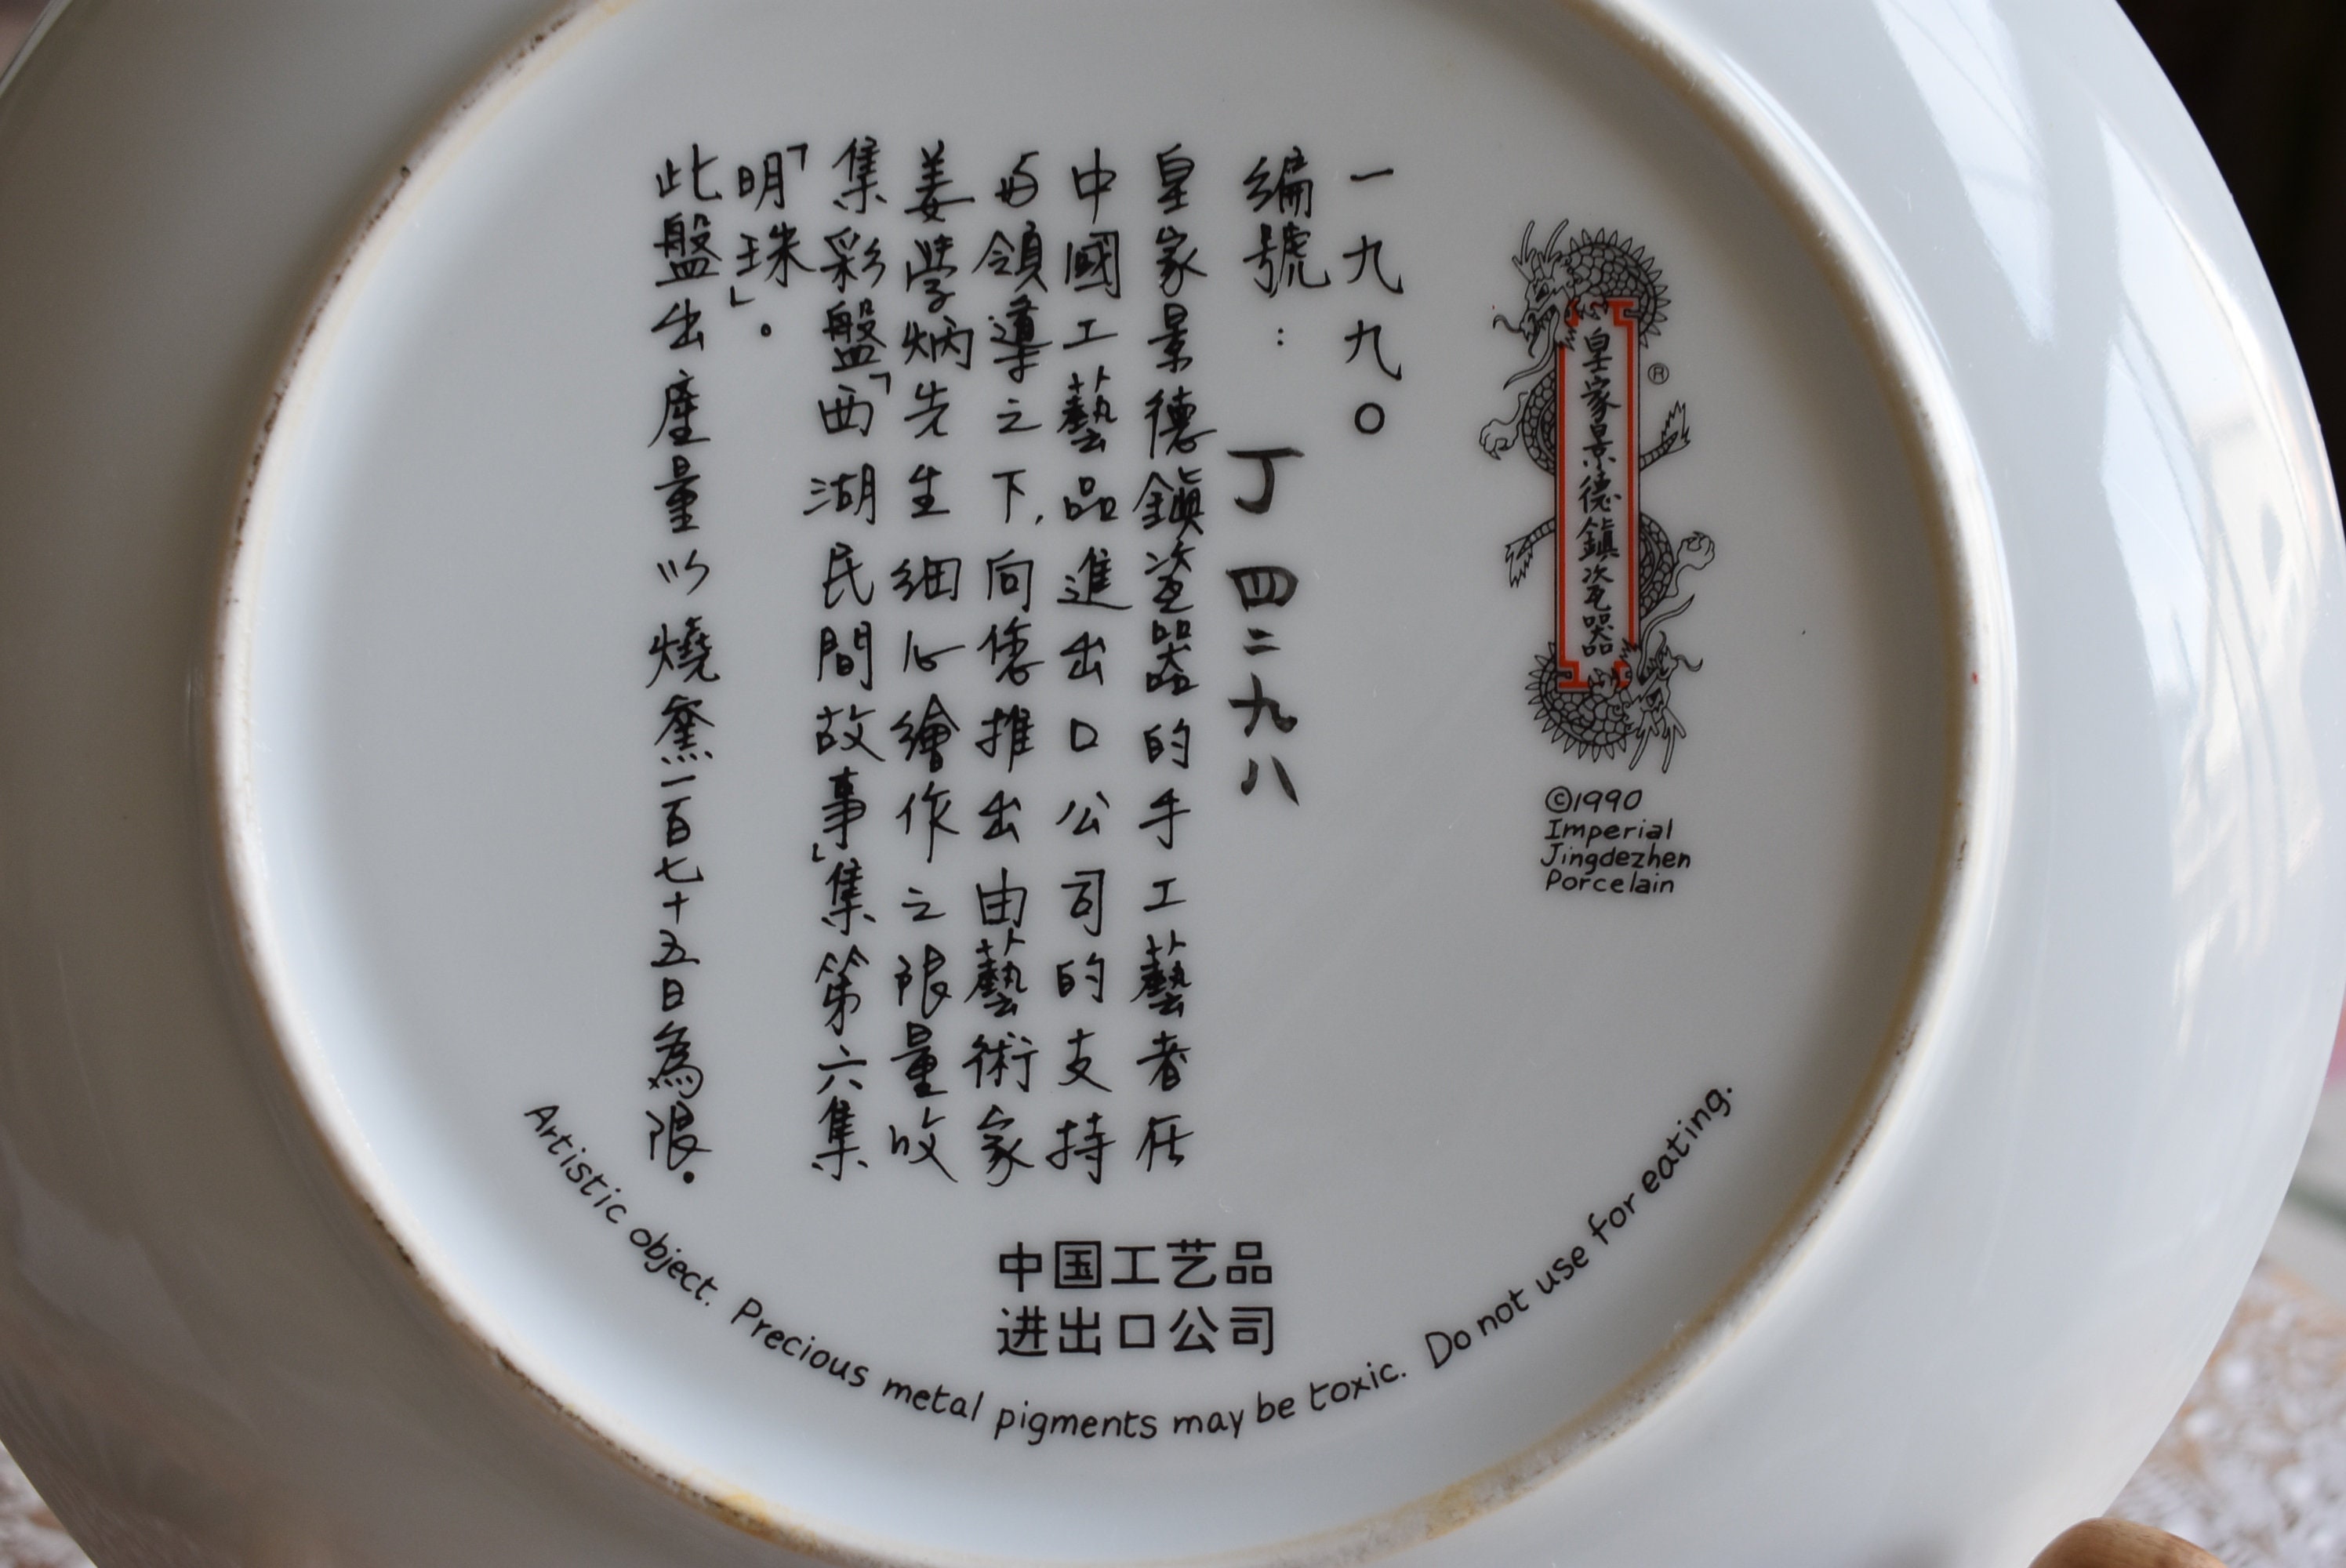 皇家景德鎮瓷器
®
©1990
Imperial
Jingdezhen
Porcelain
一九九〇
編號：丁四二九八
皇家景德鎮瓷器的手工藝者在
中國工藝品進出口公司的支持
與領導之下,向您推出由藝術家
姜学炳先生细心繪作之限量收
集彩盤「西湖民間故事」集第六集
「明珠」。
此盤出産量以燒窯一百七十五日為限。
中国工艺品
进出口公司
Artistic object. Precious metal pigments may be toxic. Do not use for eating.